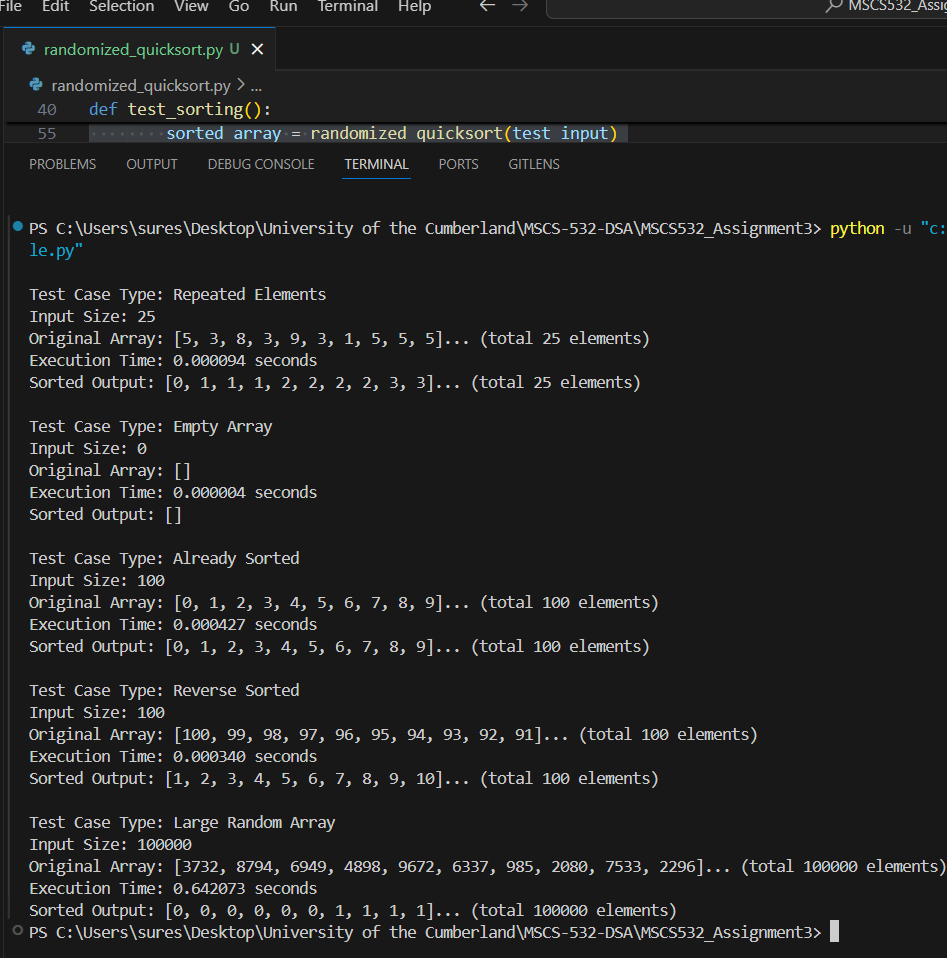 File Edit Selection View Go Run Terminal Help ← → MSCS532_Assig
randomized_quicksort.py U ×
randomized_quicksort.py > ...
40 def test_sorting():
55 sorted_array = randomized_quicksort(test_input)
PROBLEMS OUTPUT DEBUG CONSOLE TERMINAL PORTS GITLENS
PS C:\Users\sures\Desktop\University of the Cumberland\MSCS-532-DSA\MSCS532_Assignment3> python -u "c:
le.py"
Test Case Type: Repeated Elements
Input Size: 25
Original Array: [5, 3, 8, 3, 9, 3, 1, 5, 5, 5]... (total 25 elements)
Execution Time: 0.000094 seconds
Sorted Output: [0, 1, 1, 1, 2, 2, 2, 2, 3, 3]... (total 25 elements)
Test Case Type: Empty Array
Input Size: 0
Original Array: []
Execution Time: 0.000004 seconds
Sorted Output: []
Test Case Type: Already Sorted
Input Size: 100
Original Array: [0, 1, 2, 3, 4, 5, 6, 7, 8, 9]... (total 100 elements)
Execution Time: 0.000427 seconds
Sorted Output: [0, 1, 2, 3, 4, 5, 6, 7, 8, 9]... (total 100 elements)
Test Case Type: Reverse Sorted
Input Size: 100
Original Array: [100, 99, 98, 97, 96, 95, 94, 93, 92, 91]... (total 100 elements)
Execution Time: 0.000340 seconds
Sorted Output: [1, 2, 3, 4, 5, 6, 7, 8, 9, 10]... (total 100 elements)
Test Case Type: Large Random Array
Input Size: 100000
Original Array: [3732, 8794, 6949, 4898, 9672, 6337, 985, 2080, 7533, 2296]... (total 100000 elements)
Execution Time: 0.642073 seconds
Sorted Output: [0, 0, 0, 0, 0, 0, 1, 1, 1, 1]... (total 100000 elements)
PS C:\Users\sures\Desktop\University of the Cumberland\MSCS-532-DSA\MSCS532_Assignment3>